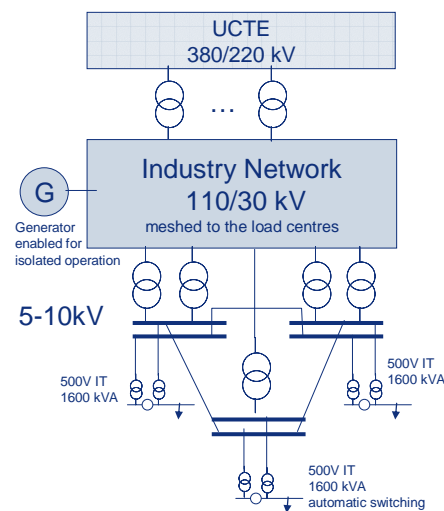 UCTE
380/220 kV
...
Industry Network
110/30 kV
meshed to the load centres
G
Generator
enabled for
isolated operation
5-10kV
500V IT
1600 kVA
500V IT
1600 kVA
500V IT
1600 kVA
automatic switching